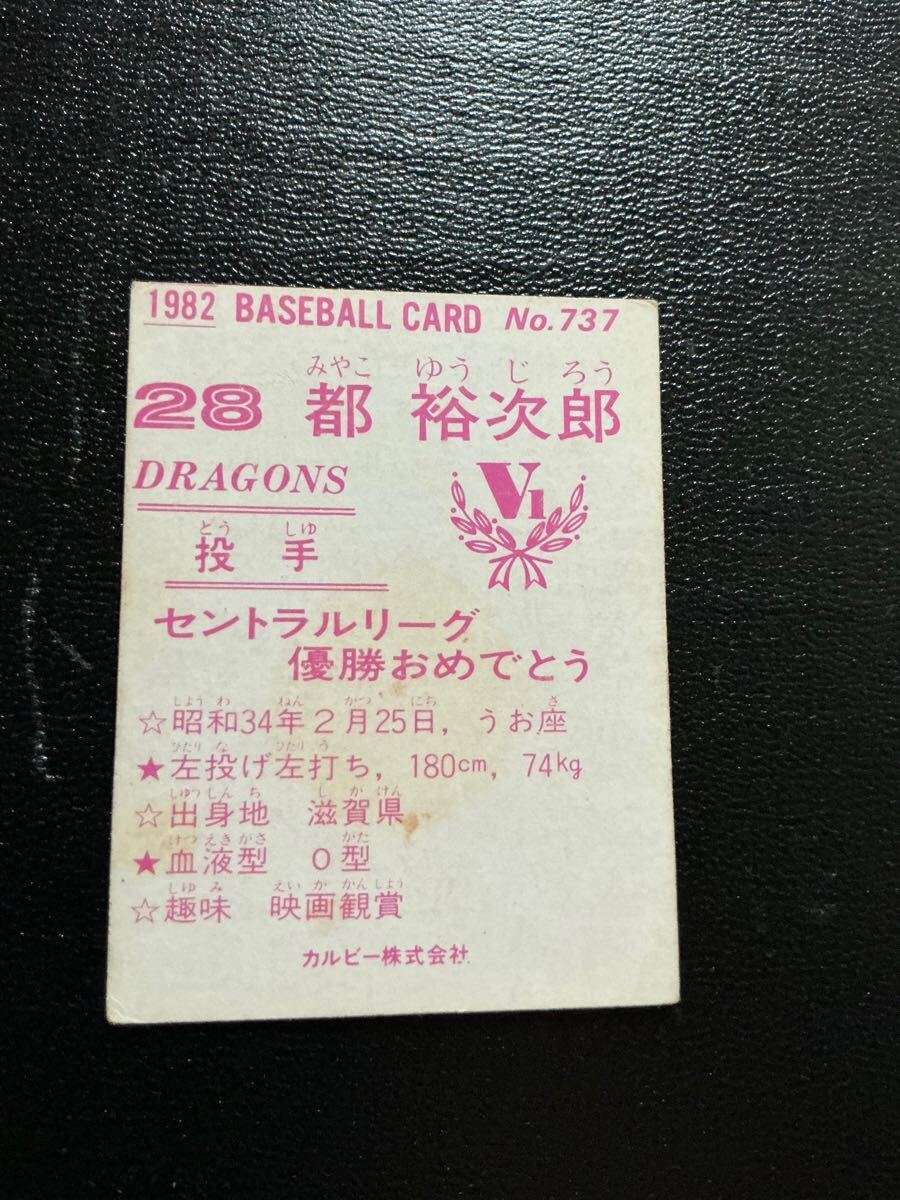 1982 BASEBALL CARD No.737
みやこ ゆう じ ろう
28 都 裕次郎
DRAGONS
V1
とう しゅ
投 手
セントラルリーグ
優勝おめでとう
しょう わ ねん がつ にち ざ
☆昭和34年2月25日, うお座
ひだり な ひだり う
★左投げ左打ち, 180cm, 74kg
しゅつ しん ち し が けん
☆出身地 滋賀県
けつ えき がた がた
★血液型 O型
しゅ み えい が かん しょう
☆趣味 映画観賞
カルビー株式会社